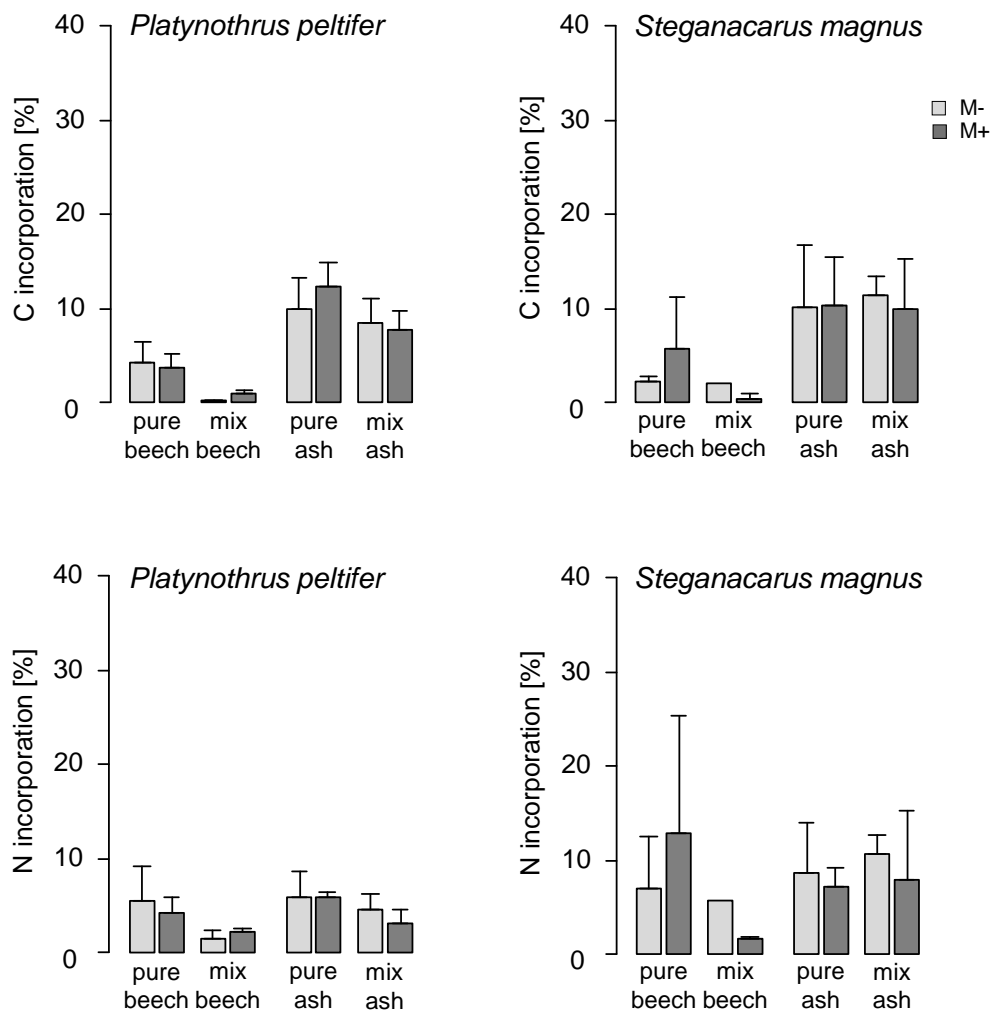 Platynothrus peltifer
C incorporation [%]
40
30
20
10
0
pure mix pure mix
beech beech ash ash
Steganacarus magnus
C incorporation [%]
40
30
20
10
0
pure mix pure mix
beech beech ash ash
M-
M+
Platynothrus peltifer
N incorporation [%]
40
30
20
10
0
pure mix pure mix
beech beech ash ash
Steganacarus magnus
N incorporation [%]
40
30
20
10
0
pure mix pure mix
beech beech ash ash